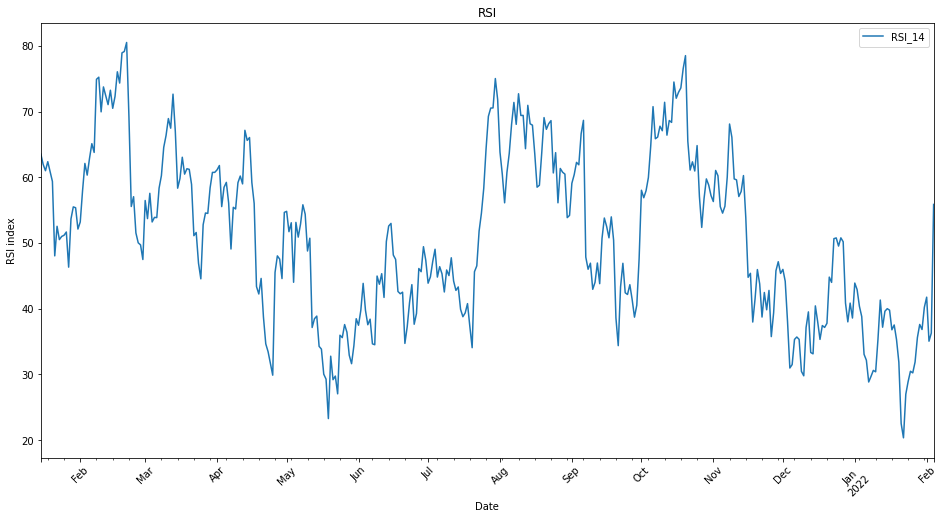 RSI
RSI_14
80
70
60
50
40
30
20
RSI index
Feb
Mar
Apr
May
Jun
Jul
Aug
Sep
Oct
Nov
Dec
Jan
2022
Feb
Date